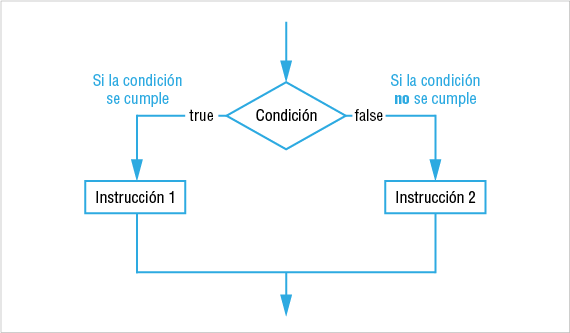 Si la condición
se cumple
Si la condición
no se cumple
true
Condición
false
Instrucción 1
Instrucción 2